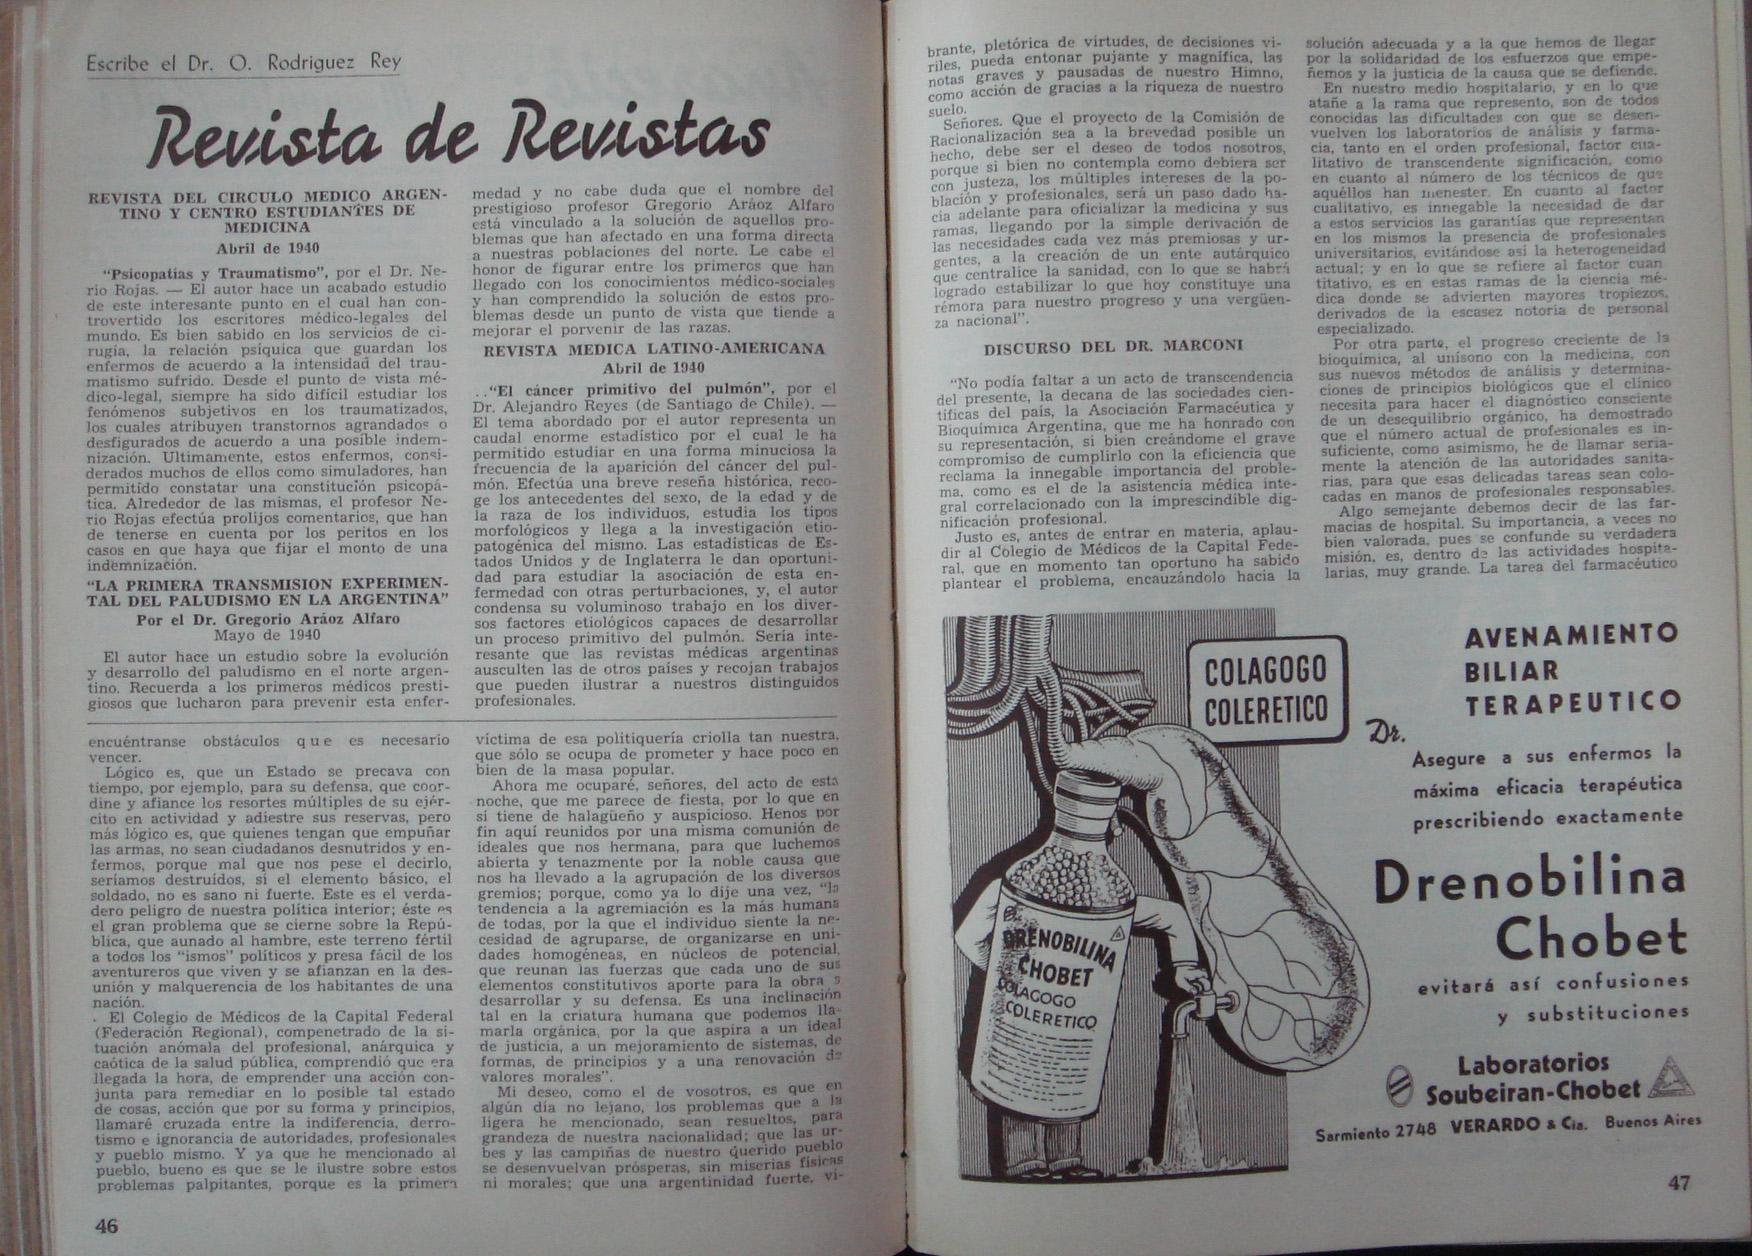 Escribe el Dr. O. Rodriguez Rey
Revista de Revistas
REVISTA DEL CIRCULO MEDICO ARGEN-
TINO Y CENTRO ESTUDIANTES DE
MEDICINA
Abril de 1940
"Psicopatías y Traumatismo", por el Dr. Ne-
rio Rojas. — El autor hace un acabado estudio
de este interesante punto en el cual han con-
trovertido los escritores médico-legales del
mundo. Es bien sabido en los servicios de ci-
rugía, la relación psíquica que guardan los
enfermos de acuerdo a la intensidad del trau-
matismo sufrido. Desde el punto de vista mé-
dico-legal, siempre ha sido difícil estudiar los
fenómenos subjetivos en los traumatizados,
los cuales atribuyen transtornos agrandados o
desfigurados de acuerdo a una posible indem-
nización. Ultimamente, estos enfermos, consi-
derados muchos de ellos como simuladores, han
permitido constatar una constitución psicopá-
tica. Alrededor de las mismas, el profesor Ne-
rio Rojas efectúa prolijos comentarios, que han
de tenerse en cuenta por los peritos en los
casos en que haya que fijar el monto de una
indemnización.
"LA PRIMERA TRANSMISION EXPERIMEN-
TAL DEL PALUDISMO EN LA ARGENTINA"
Por el Dr. Gregorio Aráoz Alfaro
Mayo de 1940
El autor hace un estudio sobre la evolución
y desarrollo del paludismo en el norte argen-
tino. Recuerda a los primeros médicos presti-
giosos que lucharon para prevenir esta enfer-
medad y no cabe duda que el nombre del
prestigioso profesor Gregorio Aráoz Alfaro
está vinculado a la solución de aquellos pro-
blemas que han afectado en una forma directa
a nuestras poblaciones del norte. Le cabe el
honor de figurar entre los primeros que han
llegado con los conocimientos médico-sociales
y han comprendido la solución de estos pro-
blemas desde un punto de vista que tiende a
mejorar el porvenir de las razas.
REVISTA MEDICA LATINO-AMERICANA
Abril de 1940
.."El cáncer primitivo del pulmón", por el
Dr. Alejandro Reyes (de Santiago de Chile). —
El tema abordado por el autor representa un
caudal enorme estadístico por el cual le ha
permitido estudiar en una forma minuciosa la
frecuencia de la aparición del cáncer del pul-
món. Efectúa una breve reseña histórica, reco-
ge los antecedentes del sexo, de la edad y de
la raza de los individuos, estudia los tipos
morfológicos y llega a la investigación etio-
patogénica del mismo. Las estadísticas de Es-
tados Unidos y de Inglaterra le dan oportuni-
dad para estudiar la asociación de esta en-
fermedad con otras perturbaciones, y, el autor
condensa su voluminoso trabajo en los diver-
sos factores etiológicos capaces de desarrollar
un proceso primitivo del pulmón. Sería inte-
resante que las revistas médicas argentinas
ausculten las de otros países y recojan trabajos
que pueden ilustrar a nuestros distinguidos
profesionales.
encuéntranse obstáculos que es necesario
vencer.
Lógico es, que un Estado se precava con
tiempo, por ejemplo, para su defensa, que coor-
dine y afiance los resortes múltiples de su ejér-
cito en actividad y adiestre sus reservas, pero
más lógico es, que quienes tengan que empuñar
las armas, no sean ciudadanos desnutridos y en-
fermos, porque mal que nos pese el decirlo,
seríamos destruídos, si el elemento básico, el
soldado, no es sano ni fuerte. Este es el verda-
dero peligro de nuestra política interior; éste es
el gran problema que se cierne sobre la Repú-
blica, que aunado al hambre, este terreno fértil
a todos los "ismos" políticos y presa fácil de los
aventureros que viven y se afianzan en la des-
unión y malquerencia de los habitantes de una
nación.
. El Colegio de Médicos de la Capital Federal
(Federación Regional), compenetrado de la si-
tuación anómala del profesional, anárquica y
caótica de la salud pública, comprendió que era
llegada la hora, de emprender una acción con-
junta para remediar en lo posible tal estado
de cosas, acción que por su forma y principios,
llamaré cruzada entre la indiferencia, derro-
tismo e ignorancia de autoridades, profesionales
y pueblo mismo. Y ya que he mencionado al
pueblo, bueno es que se le ilustre sobre estos
problemas palpitantes, porque es la primera
víctima de esa politiquería criolla tan nuestra,
que sólo se ocupa de prometer y hace poco en
bien de la masa popular.
Ahora me ocuparé, señores, del acto de esta
noche, que me parece de fiesta, por lo que en
sí tiene de halagüeño y auspicioso. Henos por
fin aquí reunidos por una misma comunión de
ideales que nos hermana, para que luchemos
abierta y tenazmente por la noble causa que
nos ha llevado a la agrupación de los diversos
gremios; porque, como ya lo dije una vez, "la
tendencia a la agremiación es la más humana
de todas, por la que el individuo siente la ne-
cesidad de agruparse, de organizarse en uni-
dades homogéneas, en núcleos de potencial,
que reunan las fuerzas que cada uno de sus
elementos constitutivos aporte para la obra a
desarrollar y su defensa. Es una inclinación
tal en la criatura humana que podemos lla-
marla orgánica, por la que aspira a un ideal
de justicia, a un mejoramiento de sistemas, de
formas, de principios y a una renovación de
valores morales".
Mi deseo, como el de vosotros, es que en
algún día no lejano, los problemas que a la
ligera he mencionado, sean resueltos, para
grandeza de nuestra nacionalidad; que las ur-
bes y las campiñas de nuestro querido pueblo
se desenvuelvan prósperas, sin miserias físicas
ni morales; que una argentinidad fuerte, vi-
46
brante, pletórica de virtudes, de decisiones vi-
riles, pueda entonar pujante y magnífica, las
notas graves y pausadas de nuestro Himno,
como acción de gracias a la riqueza de nuestro
suelo.
Señores. Que el proyecto de la Comisión de
Racionalización sea a la brevedad posible un
hecho, debe ser el deseo de todos nosotros,
porque si bien no contempla como debiera ser
con justeza, los múltiples intereses de la po-
blación y profesionales, será un paso dado ha-
cia adelante para oficializar la medicina y sus
ramas, llegando por la simple derivación de
las necesidades cada vez más premiosas y ur-
gentes, a la creación de un ente autárquico
que centralice la sanidad, con lo que se habrá
logrado estabilizar lo que hoy constituye una
rémora para nuestro progreso y una vergüen-
za nacional".
DISCURSO DEL DR. MARCONI
"No podía faltar a un acto de transcendencia
del presente, la decana de las sociedades cien-
tíficas del país, la Asociación Farmacéutica y
Bioquímica Argentina, que me ha honrado con
su representación, si bien creándome el grave
compromiso de cumplirlo con la eficiencia que
reclama la innegable importancia del proble-
ma, como es el de la asistencia médica inte-
gral correlacionado con la imprescindible dig-
nificación profesional.
Justo es, antes de entrar en materia, aplau-
dir al Colegio de Médicos de la Capital Fede-
ral, que en momento tan oportuno ha sabido
plantear el problema, encauzándolo hacia la
solución adecuada y a la que hemos de llegar
por la solidaridad de los esfuerzos que empe-
ñemos y la justicia de la causa que se defiende.
En nuestro medio hospitalario, y en lo que
atañe a la rama que represento, son de todos
conocidas las dificultades con que se desen-
vuelven los laboratorios de análisis y farma-
cia, tanto en el orden profesional, factor cua-
litativo de transcendente significación, como
en cuanto al número de los técnicos de que
aquéllos han menester. En cuanto al factor
cualitativo, es innegable la necesidad de dar
a estos servicios las garantías que representan
en los mismos la presencia de profesionales
universitarios, evitándose así la heterogeneidad
actual; y en lo que se refiere al factor cuan
titativo, es en estas ramas de la ciencia mé-
dica donde se advierten mayores tropiezos,
derivados de la escasez notoria de personal
especializado.
Por otra parte, el progreso creciente de la
bioquímica, al unísono con la medicina, con
sus nuevos métodos de análisis y determina-
ciones de principios biológicos que el clínico
necesita para hacer el diagnóstico consciente
de un desequilibrio orgánico, ha demostrado
que el número actual de profesionales es in-
suficiente, como asimismo, he de llamar seria-
mente la atención de las autoridades sanita-
rias, para que esas delicadas tareas sean colo-
cadas en manos de profesionales responsables.
Algo semejante debemos decir de las far-
macias de hospital. Su importancia, a veces no
bien valorada, pues se confunde su verdadera
misión, es, dentro de las actividades hospita-
larias, muy grande. La tarea del farmacéutico
COLAGOGO
COLERETICO
DRENOBILINA
CHOBET
COLAGOGO
COLERETICO
AVENAMIENTO
BILIAR
TERAPEUTICO
Dr.
Asegure a sus enfermos la
máxima eficacia terapéutica
prescribiendo exactamente
Drenobilina
Chobet
evitará así confusiones
y substituciones
Laboratorios
Soubeiran-Chobet
Sarmiento 2748 VERARDO & Cia. Buenos Aires
47